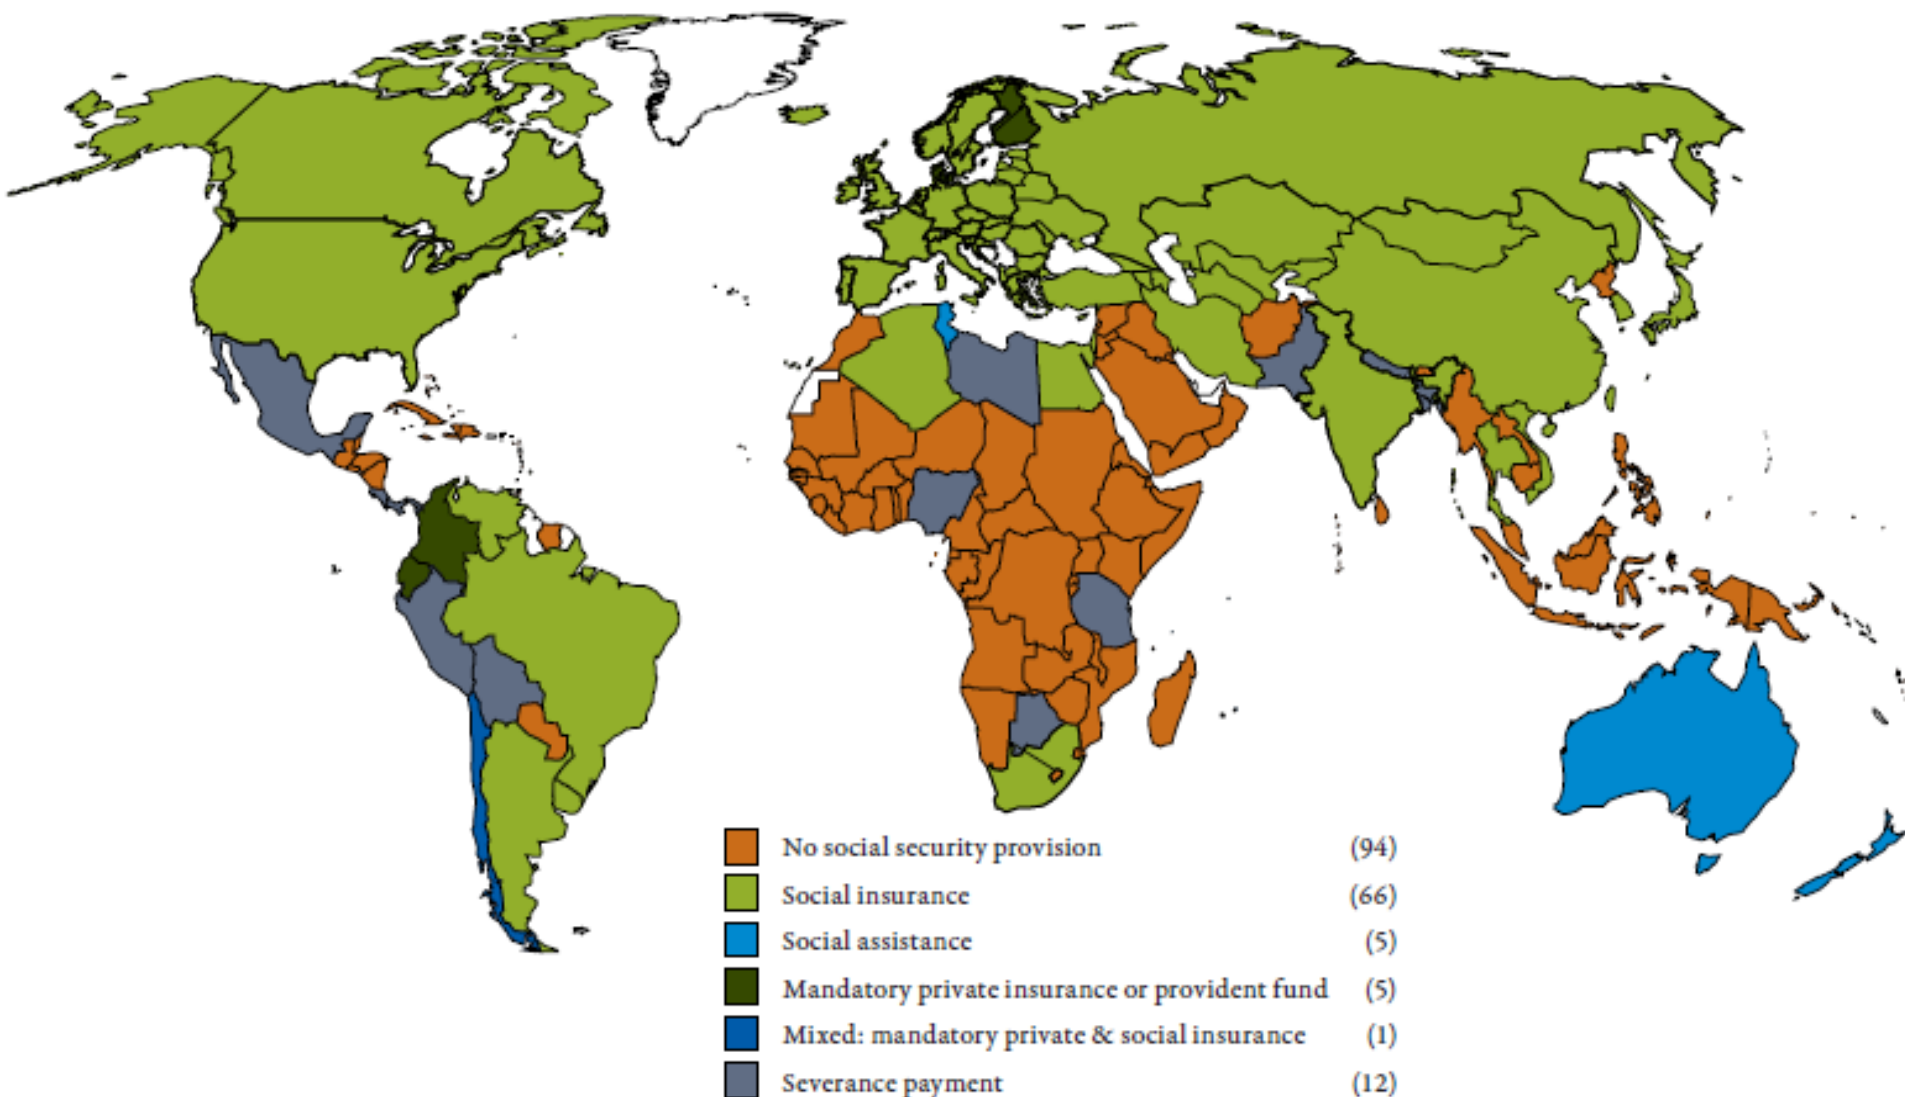 No social security provision (94)
Social insurance (66)
Social assistance (5)
Mandatory private insurance or provident fund (5)
Mixed: mandatory private & social insurance (1)
Severance payment (12)